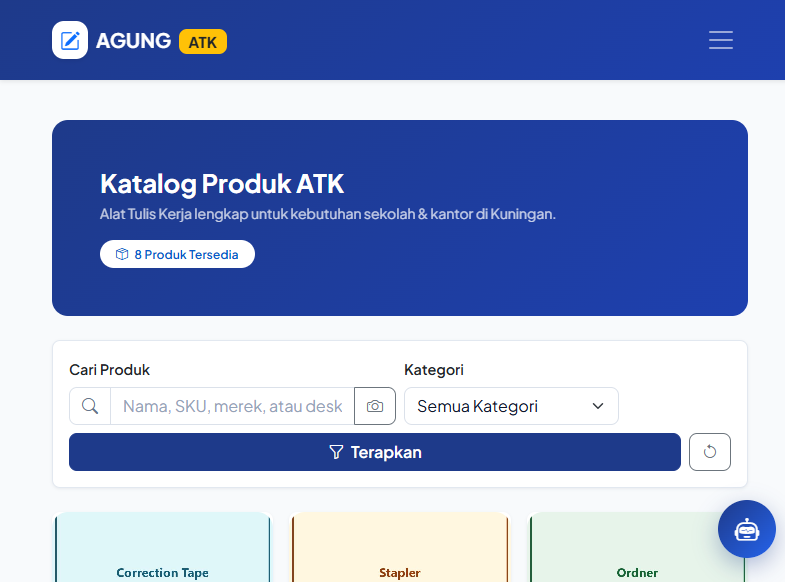 AGUNG ATK
Katalog Produk ATK
Alat Tulis Kerja lengkap untuk kebutuhan sekolah & kantor di Kuningan.
8 Produk Tersedia
Cari Produk
Kategori
Nama, SKU, merek, atau desk
Semua Kategori
Terapkan
Correction Tape
Stapler
Ordner